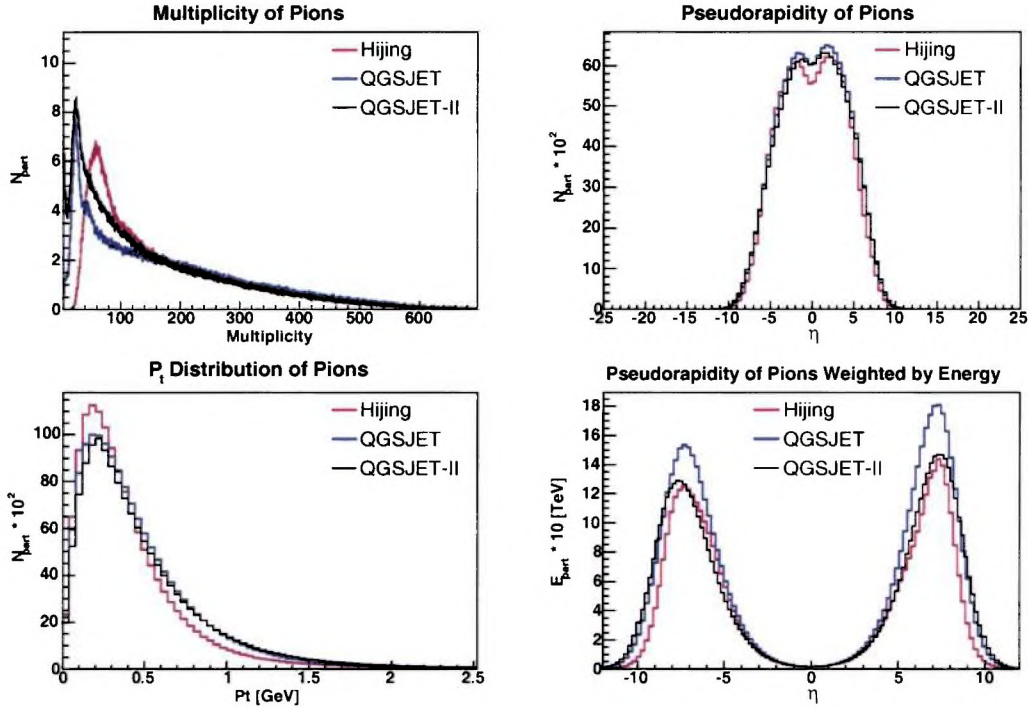 Multiplicity of Pions
N_part
10
8
6
4
2
0
Hijing
QGSJET
QGSJET-II
100 200 300 400 500 600
Multiplicity
Pseudorapidity of Pions
N_part * 10^2
60
50
40
30
20
10
0
Hijing
QGSJET
QGSJET-II
-25 -20 -15 -10 -5 0 5 10 15 20 25
η
P_t Distribution of Pions
N_part * 10^2
100
80
60
40
20
0
Hijing
QGSJET
QGSJET-II
0 0.5 1 1.5 2 2.5
Pt [GeV]
Pseudorapidity of Pions Weighted by Energy
E_part * 10 [TeV]
18
16
14
12
10
8
6
4
2
0
Hijing
QGSJET
QGSJET-II
-10 -5 0 5 10
η